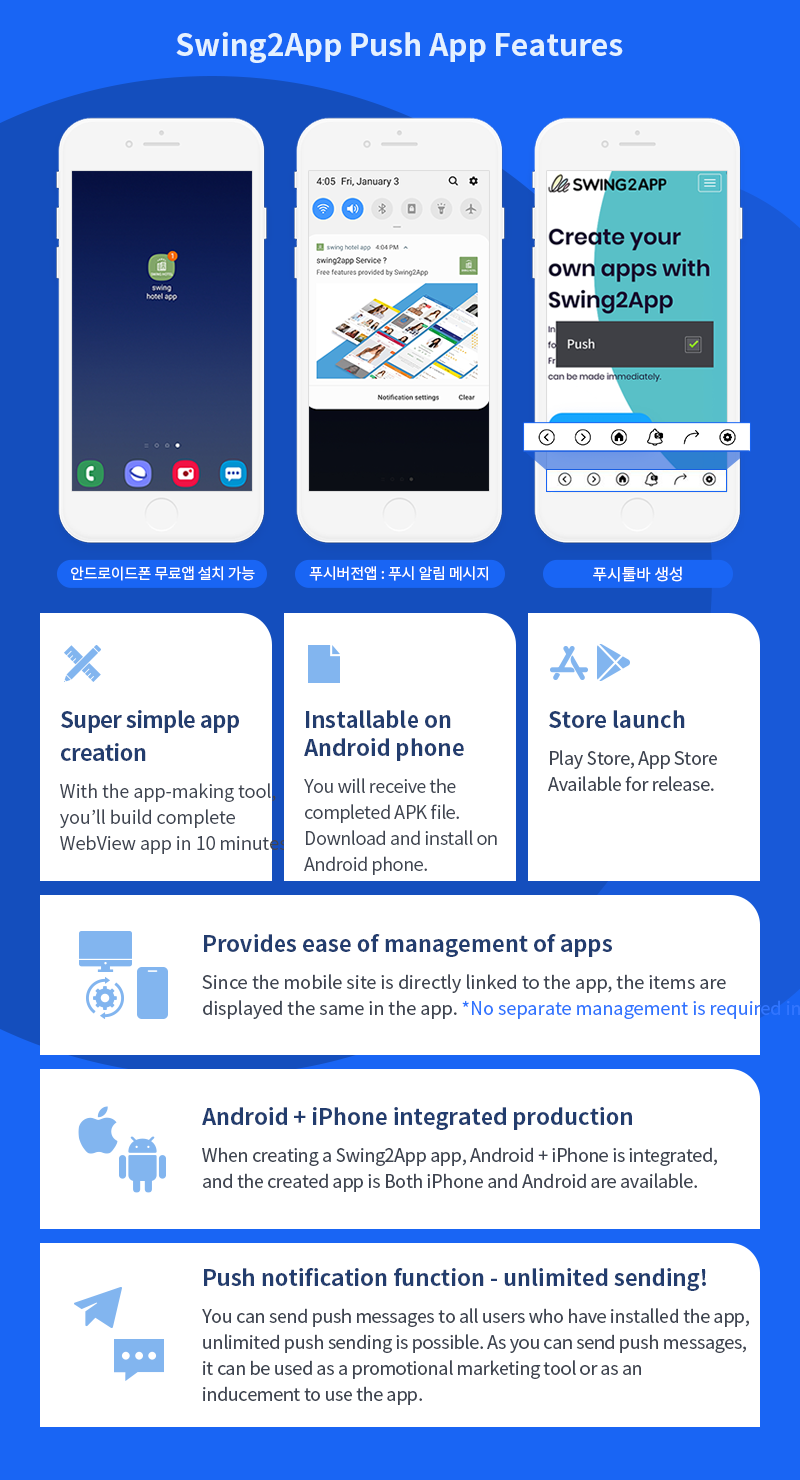 Swing2App Push App Features
1
SWING HOTEL
swing
hotel app
4:05 Fri, January 3
swing hotel app 4:04 PM
swing2app Service ?
Free features provided by Swing2App
Notification settings Clear
SWING2APP
Create your
own apps with
Swing2App
In
fo
Fr
Push
can be made immediately.
안드로이드폰 무료앱 설치 가능
푸시버전앱 : 푸시 알림 메시지
푸시툴바 생성
Super simple app
creation
With the app-making tool,
you’ll build complete
WebView app in 10 minute
Installable on
Android phone
You will receive the
completed APK file.
Download and install on
Android phone.
Store launch
Play Store, App Store
Available for release.
Provides ease of management of apps
Since the mobile site is directly linked to the app, the items are
displayed the same in the app. *No separate management is required in
Android + iPhone integrated production
When creating a Swing2App app, Android + iPhone is integrated,
and the created app is Both iPhone and Android are available.
Push notification function - unlimited sending!
You can send push messages to all users who have installed the app,
unlimited push sending is possible. As you can send push messages,
it can be used as a promotional marketing tool or as an
inducement to use the app.